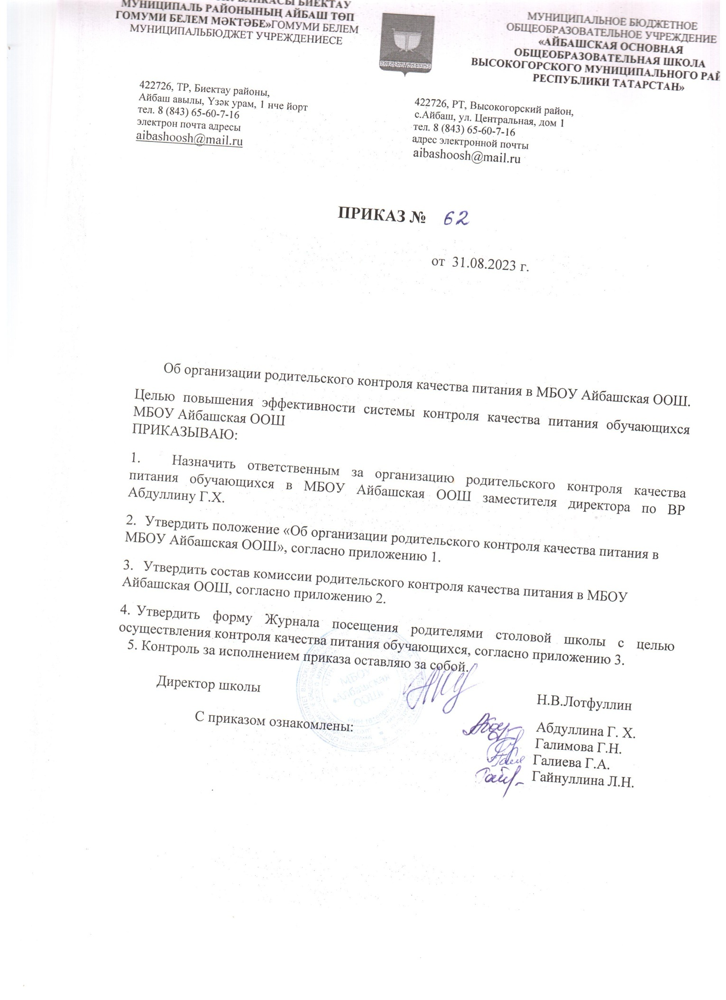 БИЕКТАУ
МУНИЦИПАЛЬ РАЙОНЫНЫҢ АЙБАШ ТӨП
ГОМУМИ БЕЛЕМ МӘКТӘБЕ»ГОМУМИ БЕЛЕМ
МУНИЦИПАЛЬБЮДЖЕТ УЧРЕЖДЕНИЕСЕ
МУНИЦИПАЛЬНОЕ БЮДЖЕТНОЕ
ОБЩЕОБРАЗОВАТЕЛЬНОЕ УЧРЕЖДЕНИЕ
«АЙБАШСКАЯ ОСНОВНАЯ
ОБЩЕОБРАЗОВАТЕЛЬНАЯ ШКОЛА
ВЫСОКОГОРСКОГО МУНИЦИПАЛЬНОГО РАЙ
РЕСПУБЛИКИ ТАТАРСТАН»
422726, ТР, Биектау районы,
Айбаш авылы, Үзәк урам, 1 нче йорт
тел. 8 (843) 65-60-7-16
электрон почта адресы
aibashoosh@mail.ru
422726, РТ, Высокогорский район,
с.Айбаш, ул. Центральная, дом 1
тел. 8 (843) 65-60-7-16
адрес электронной почты
aibashoosh@mail.ru
ПРИКАЗ № 62
от 31.08.2023 г.
Об организации родительского контроля качества питания в МБОУ Айбашская ООШ.
Целью повышения эффективности системы контроля качества питания обучающихся
МБОУ Айбашская ООШ
ПРИКАЗЫВАЮ:
1. Назначить ответственным за организацию родительского контроля качества
питания обучающихся в МБОУ Айбашская ООШ заместителя директора по ВР
Абдуллину Г.Х.
2. Утвердить положение «Об организации родительского контроля качества питания в
МБОУ Айбашская ООШ», согласно приложению 1.
3. Утвердить состав комиссии родительского контроля качества питания в МБОУ
Айбашская ООШ, согласно приложению 2.
4. Утвердить форму Журнала посещения родителями столовой школы с целью
осуществления контроля качества питания обучающихся, согласно приложению 3.
5. Контроль за исполнением приказа оставляю за собой.
МБОУ
«Айбашская
ООШ»
Директор школы
Н.В.Лотфуллин
С приказом ознакомлены:
Абдуллина Г. Х.
Галимова Г.Н.
Галиева Г.А.
Гайнуллина Л.Н.